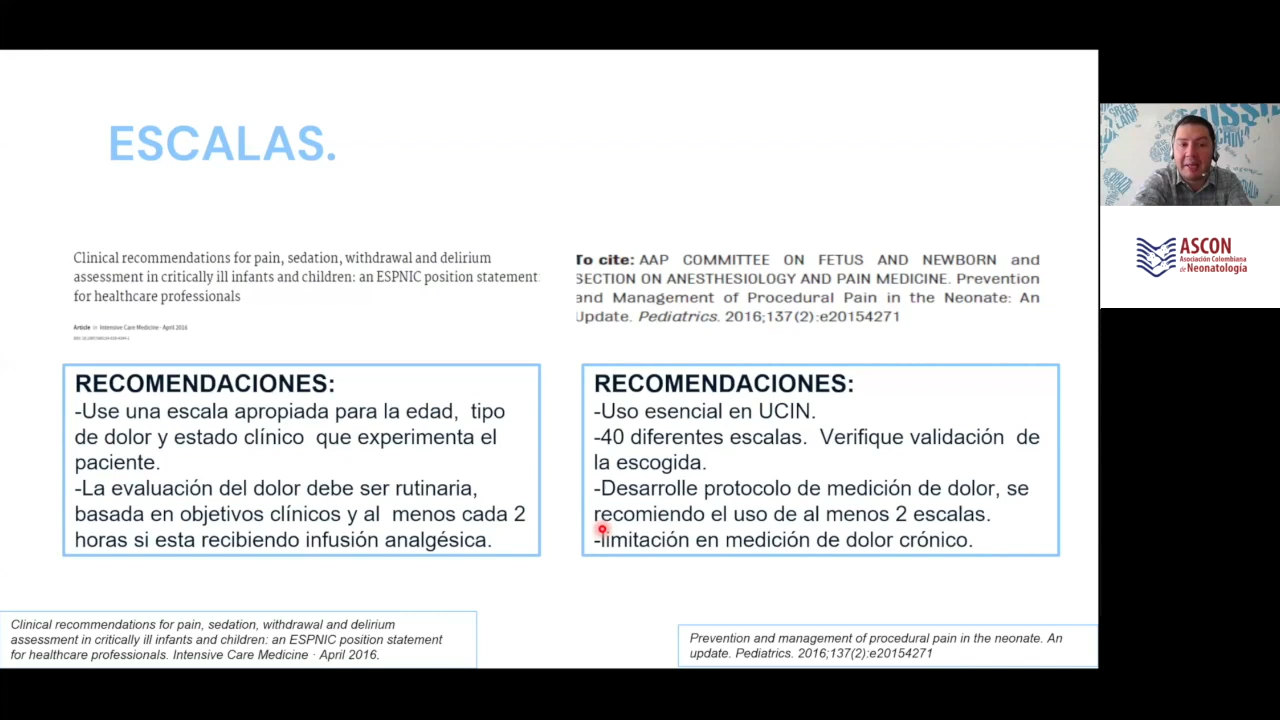 ESCALAS.
Clinical recommendations for pain, sedation, withdrawal and delirium
assessment in critically ill infants and children: an ESPNIC position statement
for healthcare professionals
Article in Intensive Care Medicine · April 2016
To cite: AAP COMMITTEE ON FETUS AND NEWBORN and
SECTION ON ANESTHESIOLOGY AND PAIN MEDICINE. Prevention
and Management of Procedural Pain in the Neonate: An
Update. Pediatrics. 2016;137(2):e20154271
RECOMENDACIONES:
-Use una escala apropiada para la edad, tipo
de dolor y estado clínico que experimenta el
paciente.
-La evaluación del dolor debe ser rutinaria,
basada en objetivos clínicos y al menos cada 2
horas si esta recibiendo infusión analgésica.
RECOMENDACIONES:
-Uso esencial en UCIN.
-40 diferentes escalas. Verifique validación de
la escogida.
-Desarrolle protocolo de medición de dolor, se
recomiendo el uso de al menos 2 escalas.
-limitación en medición de dolor crónico.
Clinical recommendations for pain, sedation, withdrawal and delirium
assessment in critically ill infants and children: an ESPNIC position statement
for healthcare professionals. Intensive Care Medicine · April 2016.
Prevention and management of procedural pain in the neonate. An
update. Pediatrics. 2016;137(2):e20154271
ASCON
Asociación Colombiana
de Neonatología